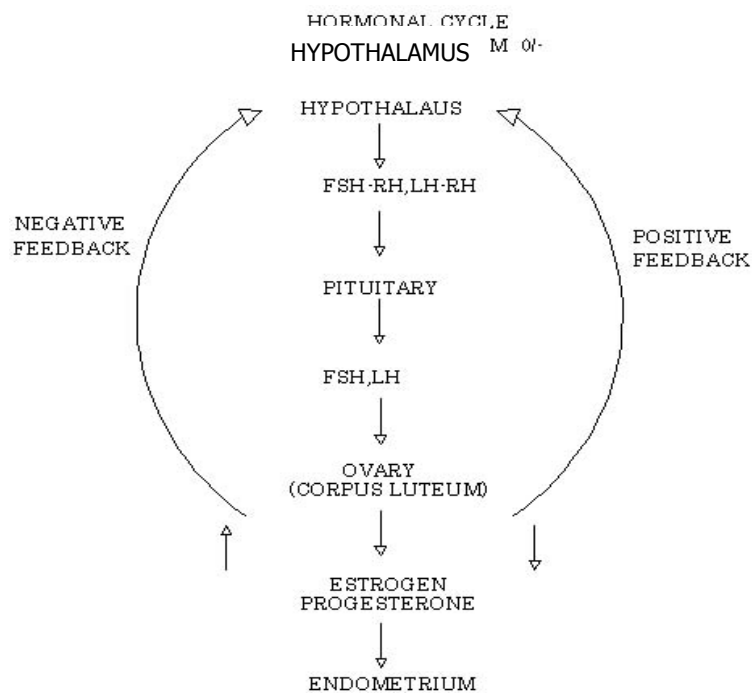 HORMONAL CYCLE
HYPOTHALAMUS M 0/-
HYPOTHALAUS
FSH-RH,LH-RH
NEGATIVE
FEEDBACK
POSITIVE
FEEDBACK
PITUITARY
FSH,LH
OVARY
(CORPUS LUTEUM)
ESTROGEN
PROGESTERONE
ENDOMETRIUM